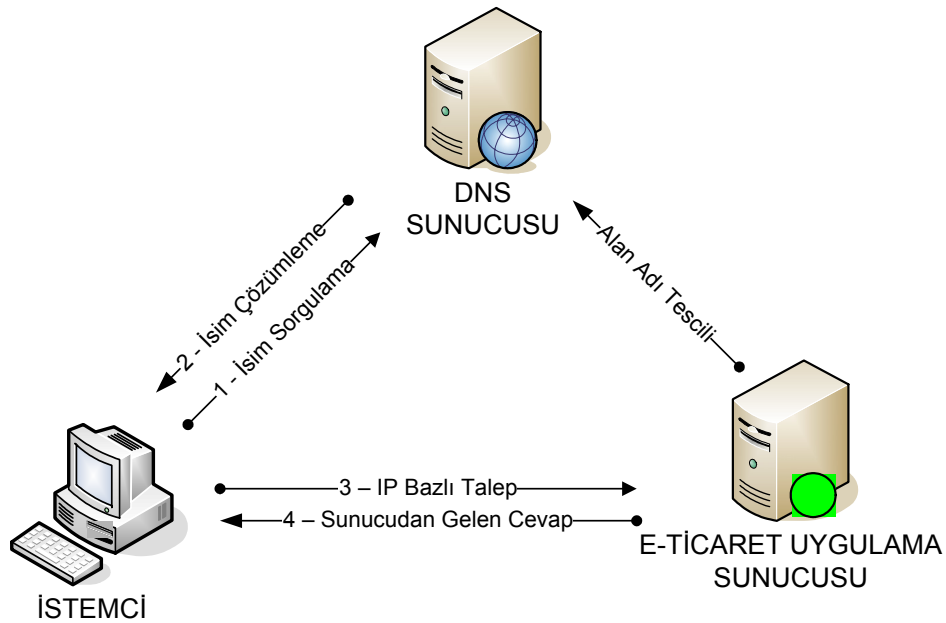 DNS
SUNUCUSU
2 - İsim Çözümleme
1 - İsim Sorgulama
Alan Adı Tescili
3 – IP Bazlı Talep
4 – Sunucudan Gelen Cevap
E-TİCARET UYGULAMA
SUNUCUSU
İSTEMCİ